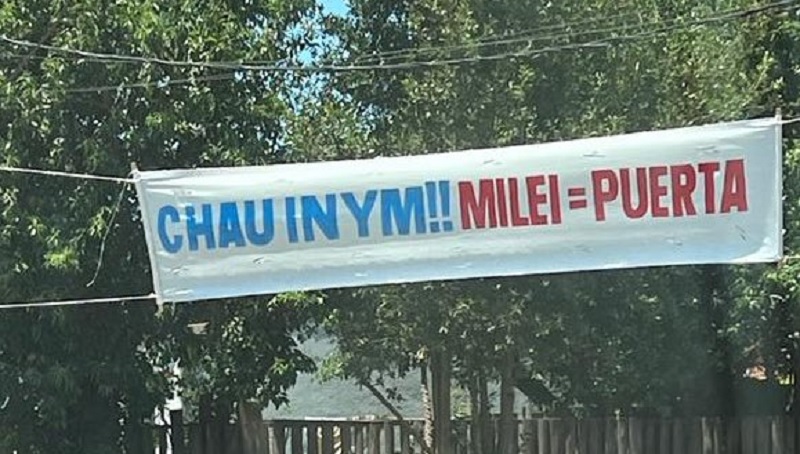 CHAU INYM!! MILEI = PUERTA